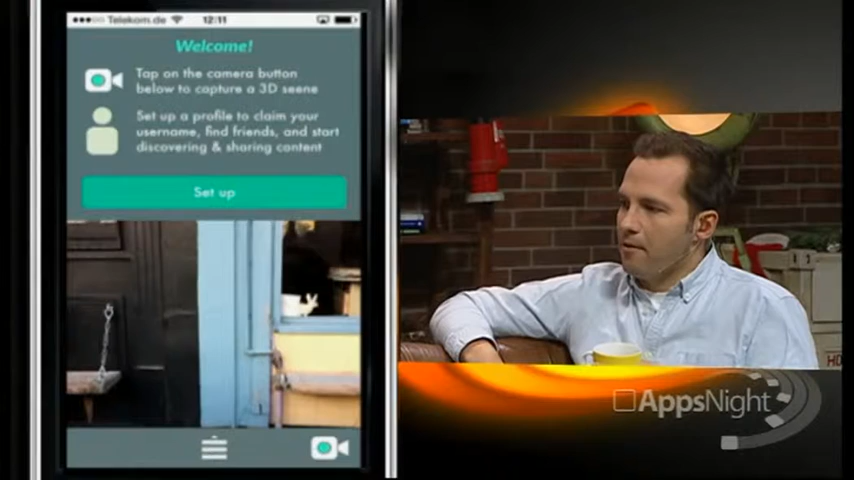 Telekom.de 12:11
Welcome!
Tap on the camera button
below to capture a 3D scene
Set up a profile to claim your
username, find friends, and start
discovering & sharing content
Set up
AppsNight
HO